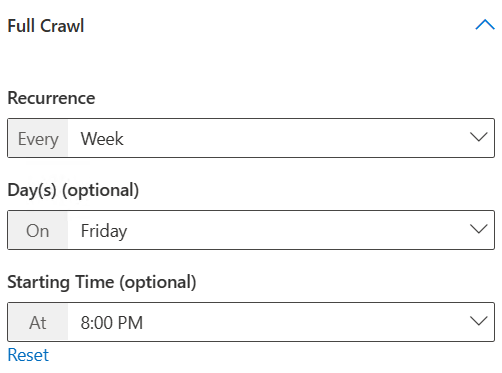 Full Crawl
Recurrence
Every Week
Day(s) (optional)
On Friday
Starting Time (optional)
At 8:00 PM
Reset